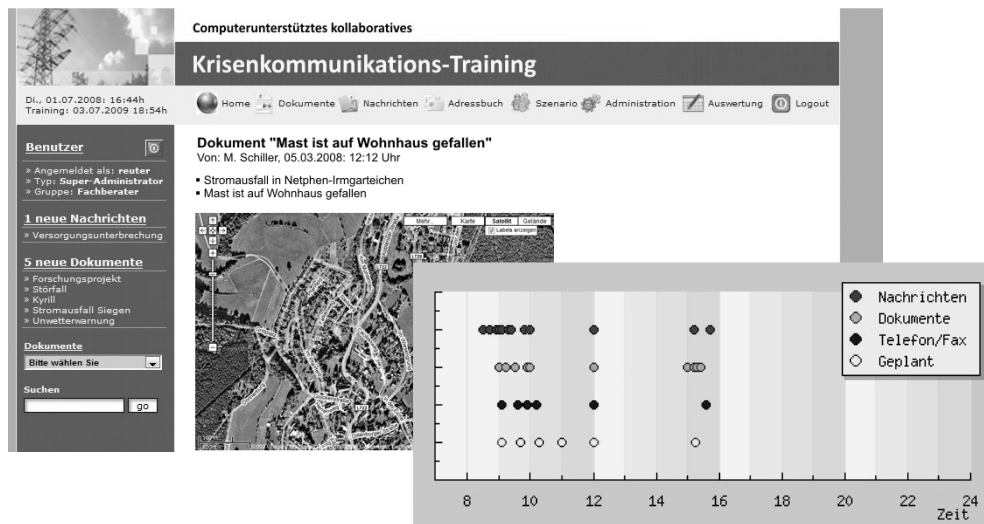 Computerunterstütztes kollaboratives
Krisenkommunikations-Training
Di., 01.07.2008: 16:44h
Training: 03.07.2009 18:54h
Home
Dokumente
Nachrichten
Adressbuch
Szenario
Administration
Auswertung
Logout
Benutzer
» Angemeldet als: reuter
» Typ: Super-Administrator
» Gruppe: Fachberater
1 neue Nachrichten
» Versorgungsunterbrechung
5 neue Dokumente
» Forschungsprojekt
» Störfall
» Kyrill
» Stromausfall Siegen
» Unwetterwarnung
Dokumente
Bitte wählen Sie
Suchen
go
Dokument "Mast ist auf Wohnhaus gefallen"
Von: M. Schiller, 05.03.2008: 12:12 Uhr
▪ Stromausfall in Netphen-Irmgarteichen
▪ Mast ist auf Wohnhaus gefallen
Mehr...
Karte
Satellit
Gelände
Labels anzeigen
Nachrichten
Dokumente
Telefon/Fax
Geplant
8 10 12 14 16 18 20 22 24
Zeit